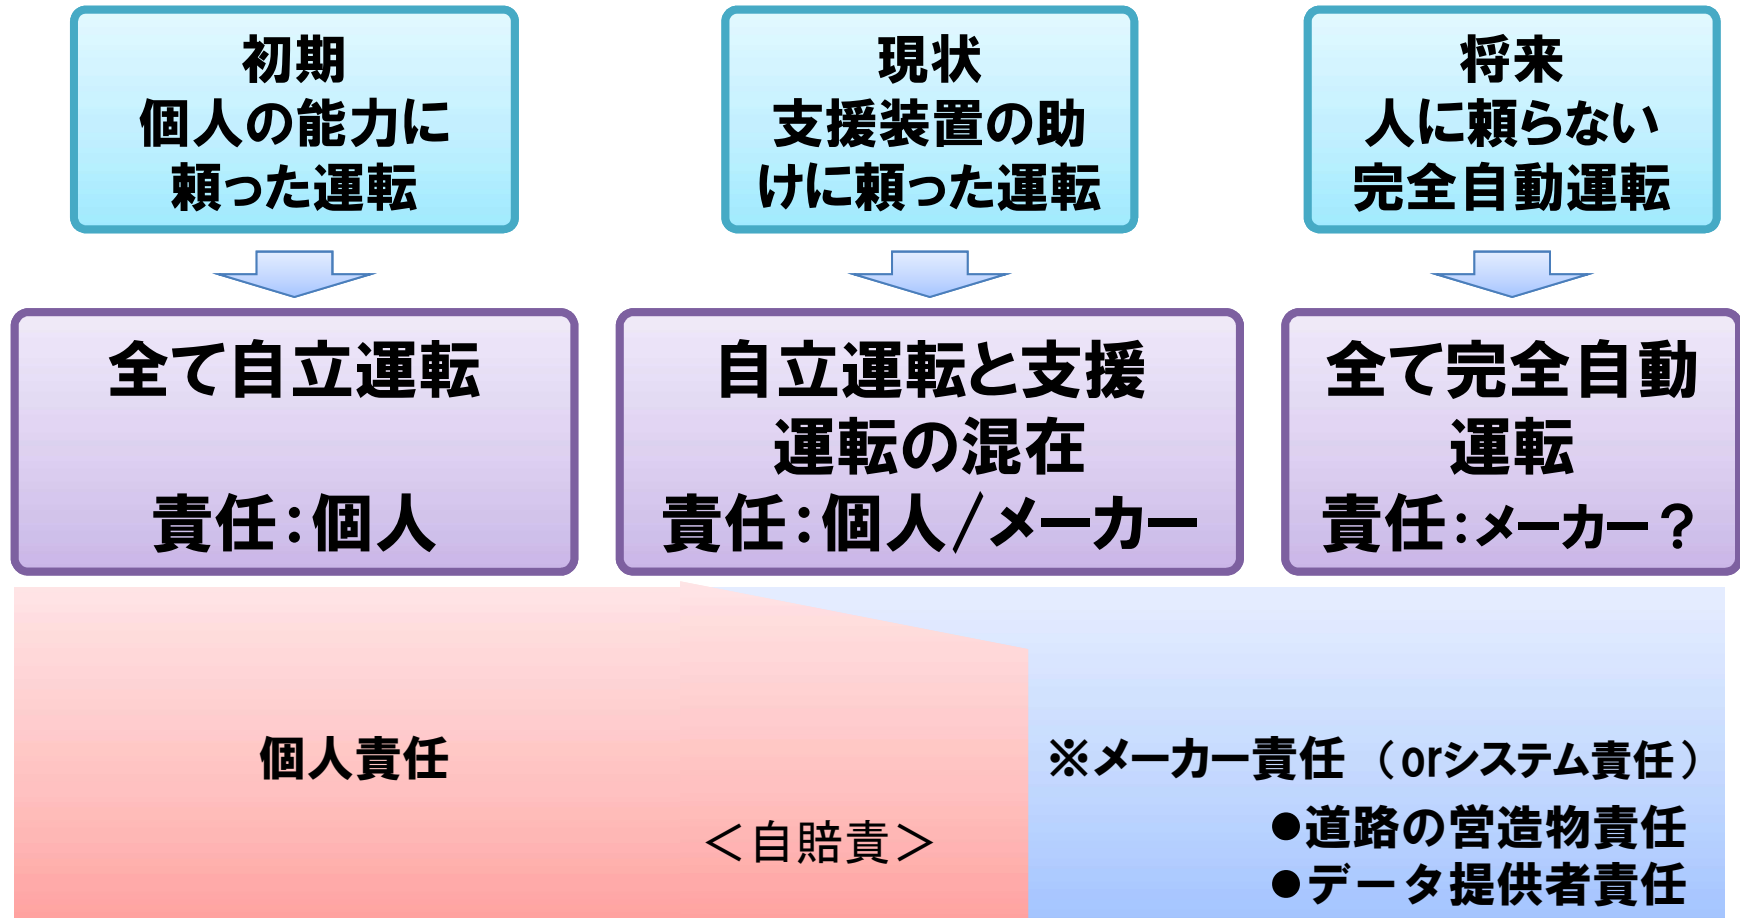 初期
個人の能力に
頼った運転
現状
支援装置の助
けに頼った運転
将来
人に頼らない
完全自動運転
全て自立運転
責任：個人
自立運転と支援
運転の混在
責任：個人/メーカー
全て完全自動
運転
責任：メーカー？
個人責任
＜自賠責＞
※メーカー責任（orシステム責任）
●道路の営造物責任
●データ提供者責任